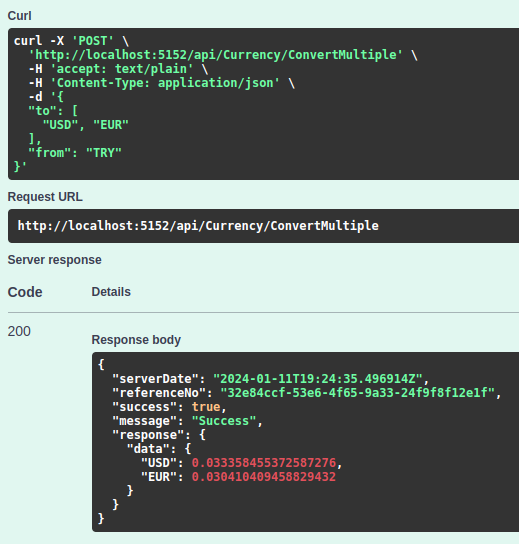 Curl
curl -X 'POST' \
  'http://localhost:5152/api/Currency/ConvertMultiple' \
  -H 'accept: text/plain' \
  -H 'Content-Type: application/json' \
  -d '{
  "to": [
    "USD", "EUR"
  ],
  "from": "TRY"
}'
Request URL
http://localhost:5152/api/Currency/ConvertMultiple
Server response
Code Details
200
Response body
{
  "serverDate": "2024-01-11T19:24:35.496914Z",
  "referenceNo": "32e84ccf-53e6-4f65-9a33-24f9f8f12e1f",
  "success": true,
  "message": "Success",
  "response": {
    "data": {
      "USD": 0.033358455372587276,
      "EUR": 0.030410409458829432
    }
  }
}